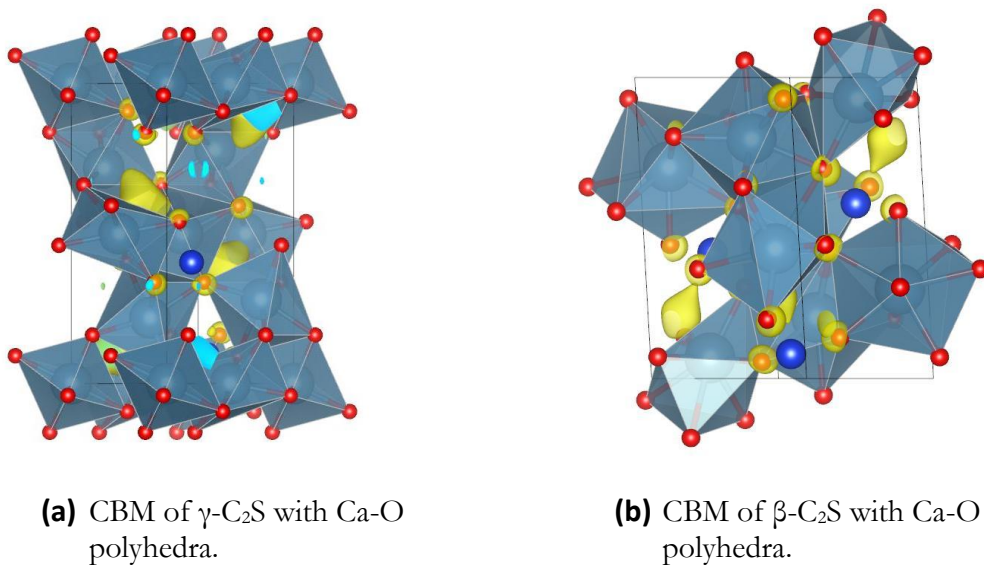 (a) CBM of γ-C₂S with Ca-O
polyhedra.
(b) CBM of β-C₂S with Ca-O
polyhedra.